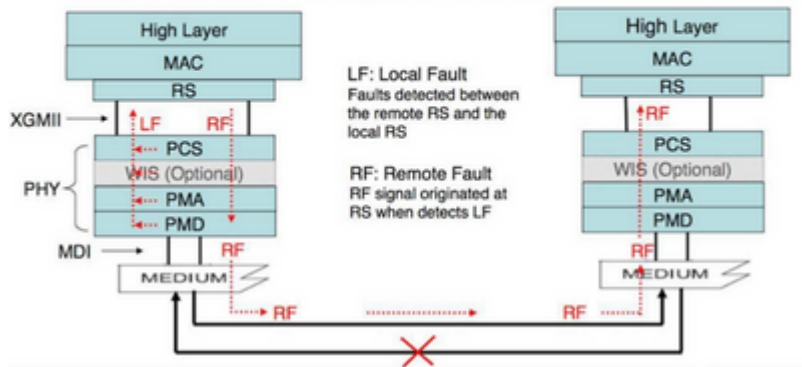 High Layer
MAC
RS
XGMII
LF
RF
PCS
WIS (Optional)
PHY
PMA
PMD
MDI
RF
MEDIUM
RF
LF: Local Fault
Faults detected between
the remote RS and the
local RS
RF: Remote Fault
RF signal originated at
RS when detects LF
High Layer
MAC
RS
RF
PCS
WIS (Optional)
PMA
PMD
RF
MEDIUM
RF